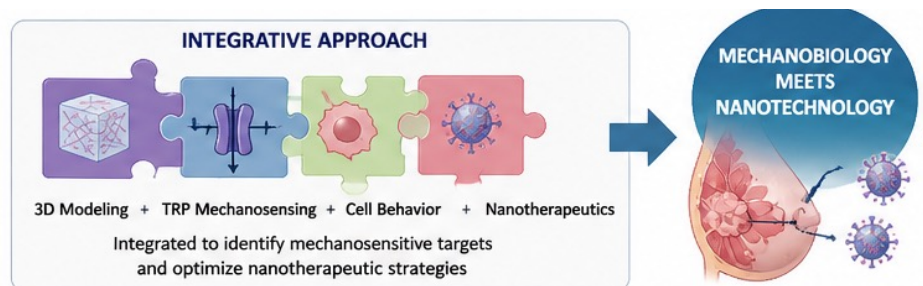 INTEGRATIVE APPROACH
3D Modeling + TRP Mechanosensing + Cell Behavior + Nanotherapeutics
Integrated to identify mechanosensitive targets
and optimize nanotherapeutic strategies
MECHANOBIOLOGY
MEETS
NANOTECHNOLOGY